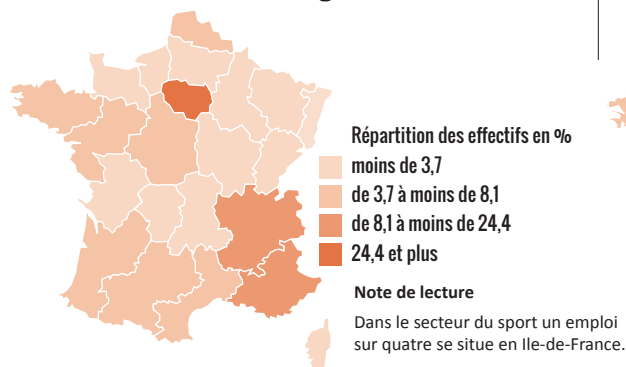 Répartition des effectifs en %
moins de 3,7
de 3,7 à moins de 8,1
de 8,1 à moins de 24,4
24,4 et plus
Note de lecture
Dans le secteur du sport un emploi
sur quatre se situe en Ile-de-France.